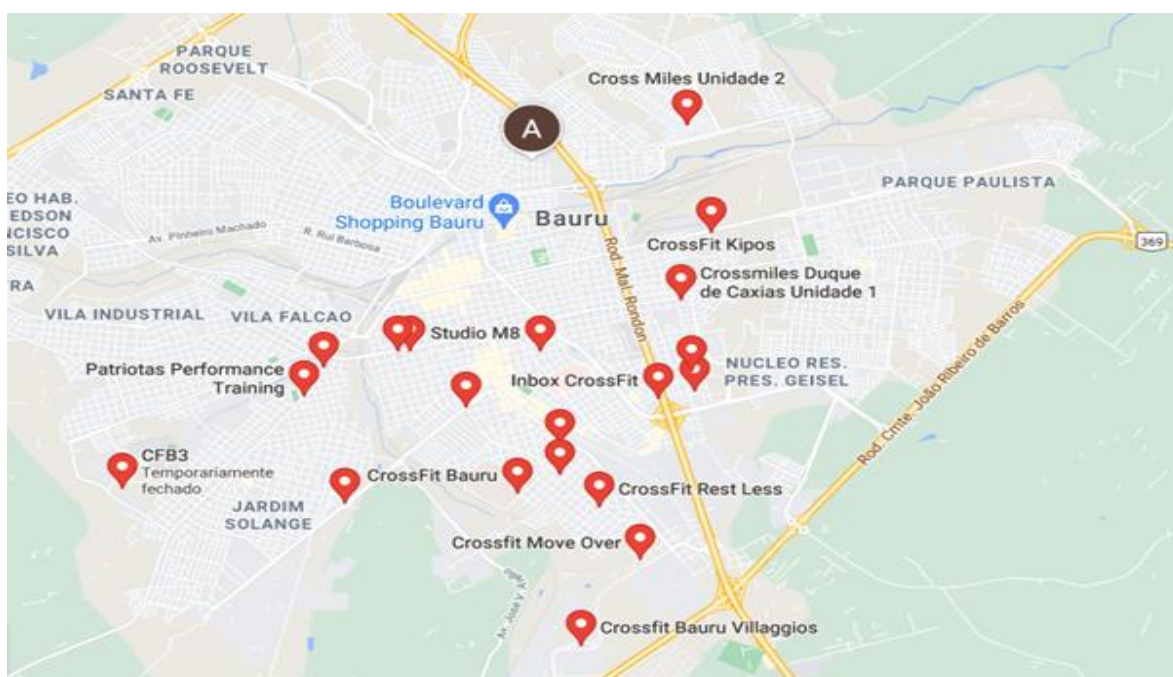 PARQUE
ROOSEVELT
SANTA FE
Cross Miles Unidade 2
A
EO HAB.
EDSON
NCISCO
SILVA
RA
Boulevard
Shopping Bauru
Bauru
PARQUE PAULISTA
Av. Pinheiro Machado
R. Rui Barbosa
CrossFit Kipos
369
Rod. Mal. Rondon
Crossmiles Duque
de Caxias Unidade 1
VILA INDUSTRIAL
VILA FALCAO
Studio M8
Patriotas Performance
Training
Inbox CrossFit
NUCLEO RES.
PRES. GEISEL
Rod. Cmte. João Ribeiro de Barros
CFB3
Temporariamente
fechado
CrossFit Bauru
CrossFit Rest Less
JARDIM
SOLANGE
Crossfit Move Over
Av. José V. Aiello
Crossfit Bauru Villaggios